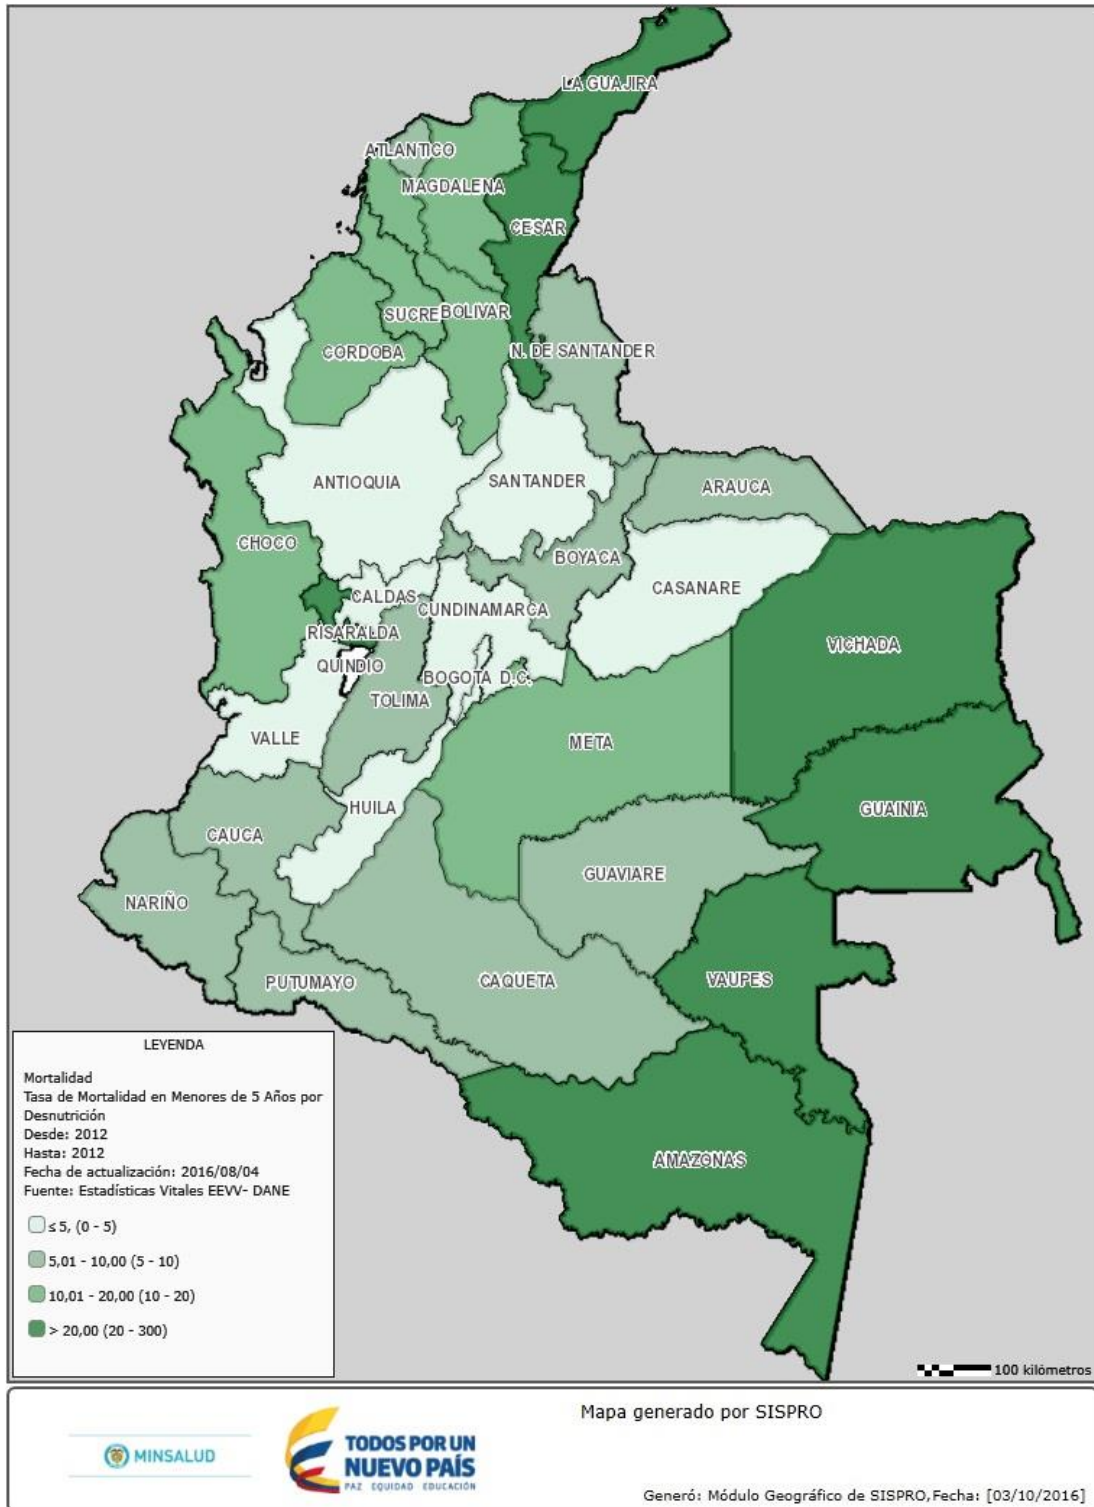 LA GUAJIRA
ATLANTICO
MAGDALENA
CESAR
SUCRE
BOLIVAR
CORDOBA
N. DE SANTANDER
ANTIOQUIA
SANTANDER
ARAUCA
CHOCO
BOYACA
CASANARE
CALDAS
CUNDINAMARCA
RISARALDA
VICHADA
QUINDIO
BOGOTA D.C.
TOLIMA
VALLE
META
HUILA
GUAINIA
CAUCA
GUAVIARE
NARIÑO
PUTUMAYO
CAQUETA
VAUPES
AMAZONAS
LEYENDA
Mortalidad
Tasa de Mortalidad en Menores de 5 Años por
Desnutrición
Desde: 2012
Hasta: 2012
Fecha de actualización: 2016/08/04
Fuente: Estadísticas Vitales EEVV- DANE
≤ 5, (0 - 5)
5,01 - 10,00 (5 - 10)
10,01 - 20,00 (10 - 20)
> 20,00 (20 - 300)
100 kilómetros
Mapa generado por SISPRO
MINSALUD
TODOS POR UN
NUEVO PAÍS
PAZ EQUIDAD EDUCACIÓN
Generó: Módulo Geográfico de SISPRO,Fecha: [03/10/2016]